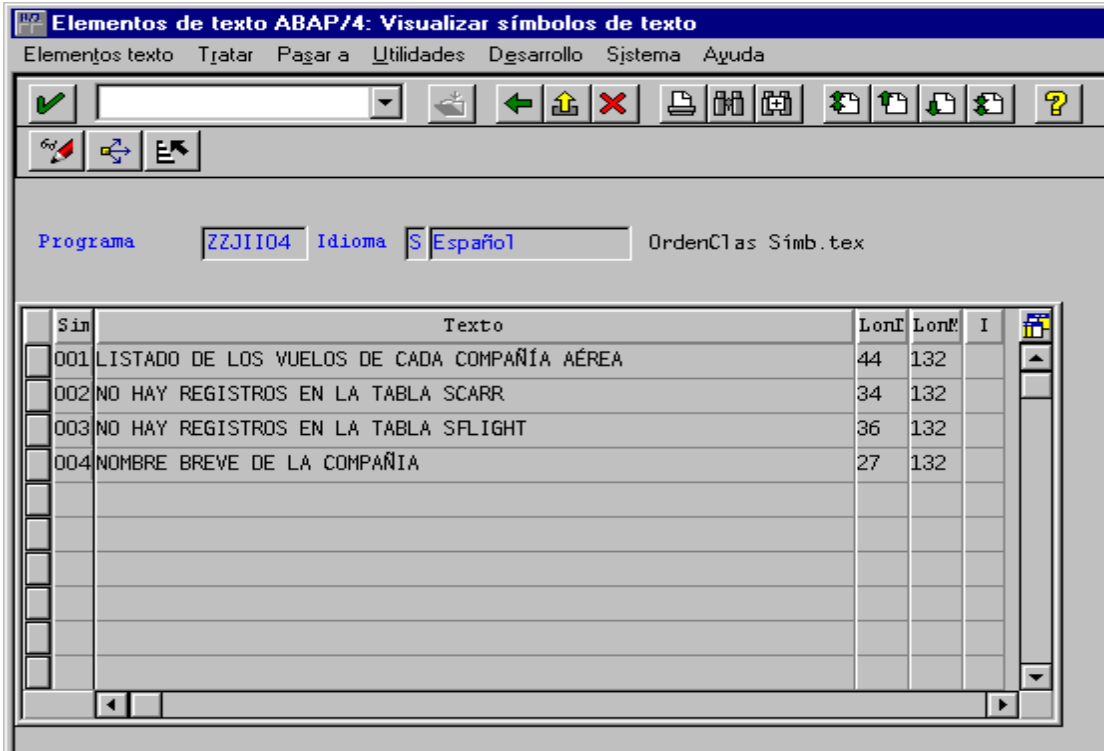 Elementos de texto ABAP/4: Visualizar símbolos de texto
Elementos texto Tratar Pasar a Utilidades Desarrollo Sistema Ayuda
Programa ZZJII04 Idioma S Español OrdenClas Símb.tex
Sím Texto LonT LonM I
001 LISTADO DE LOS VUELOS DE CADA COMPAÑÍA AÉREA 44 132
002 NO HAY REGISTROS EN LA TABLA SCARR 34 132
003 NO HAY REGISTROS EN LA TABLA SFLIGHT 36 132
004 NOMBRE BREVE DE LA COMPAÑIA 27 132